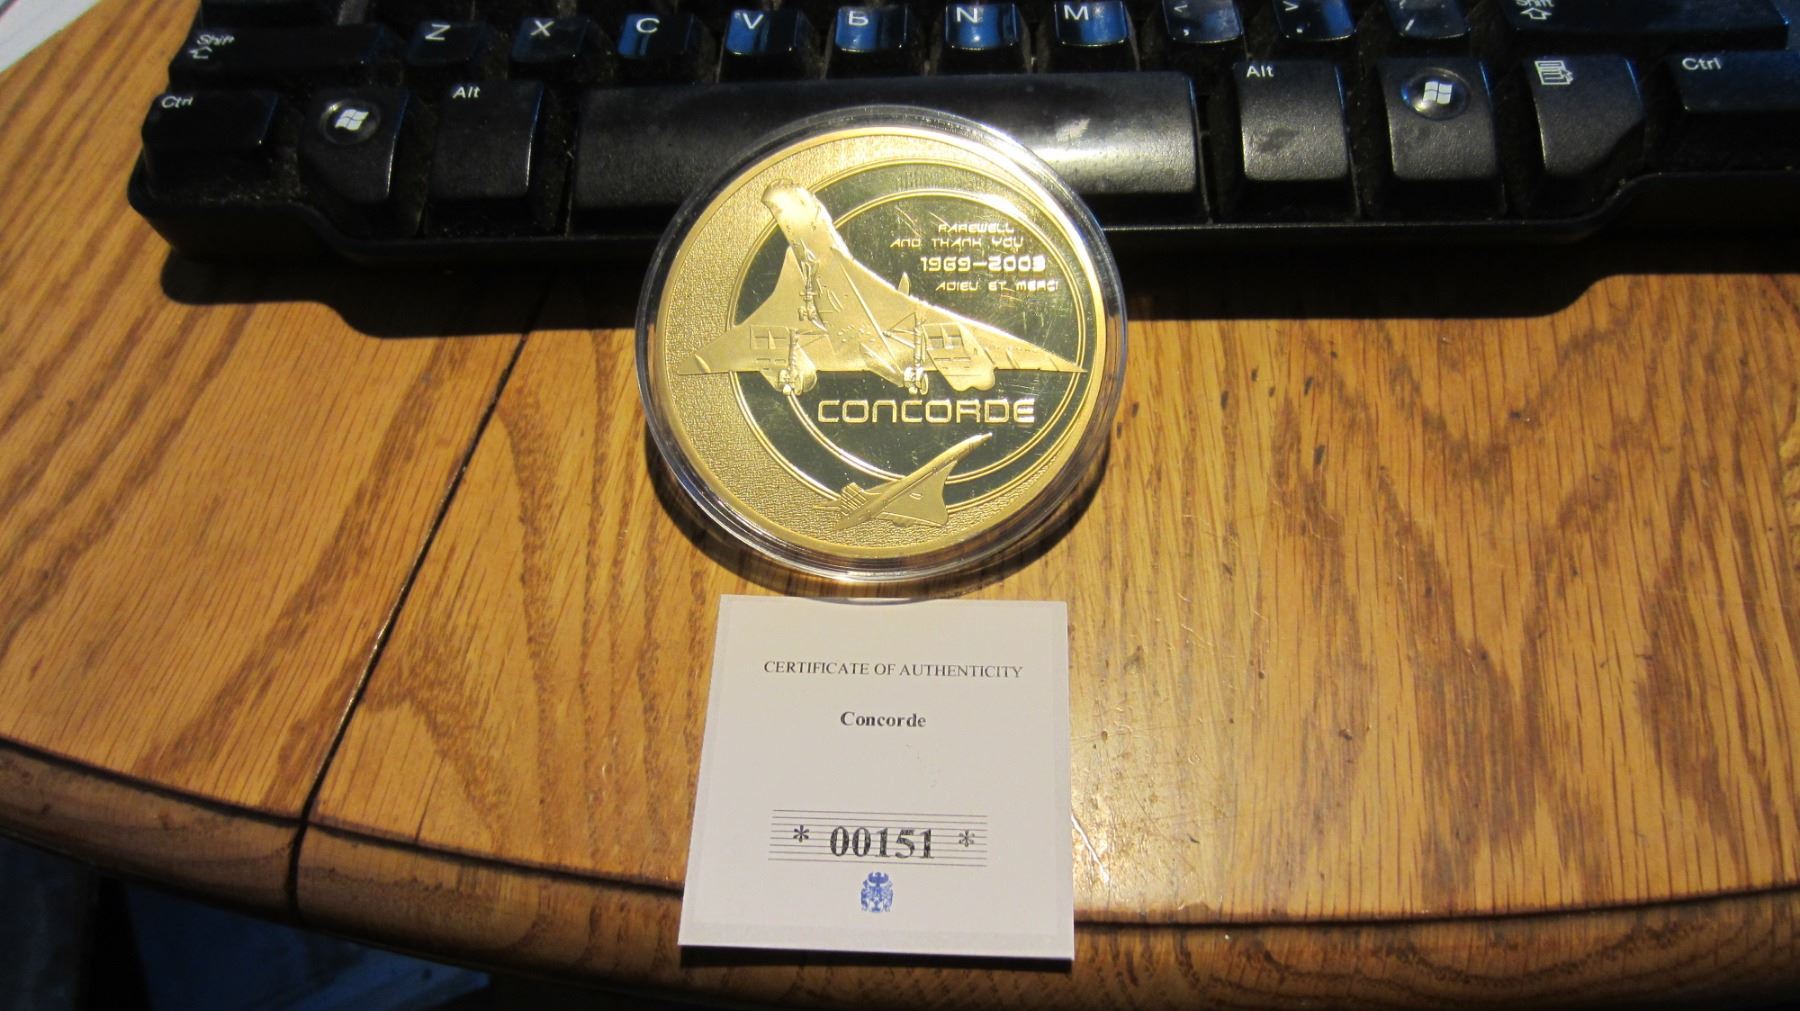 Shift Z X C V B N M < , > . ? / Shift
Ctrl Alt Alt Ctrl
FAREWELL
AND THANK YOU
1969-2003
ADIEU ET MERCI
CONCORDE
CERTIFICATE OF AUTHENTICITY
Concorde
* 00151 *